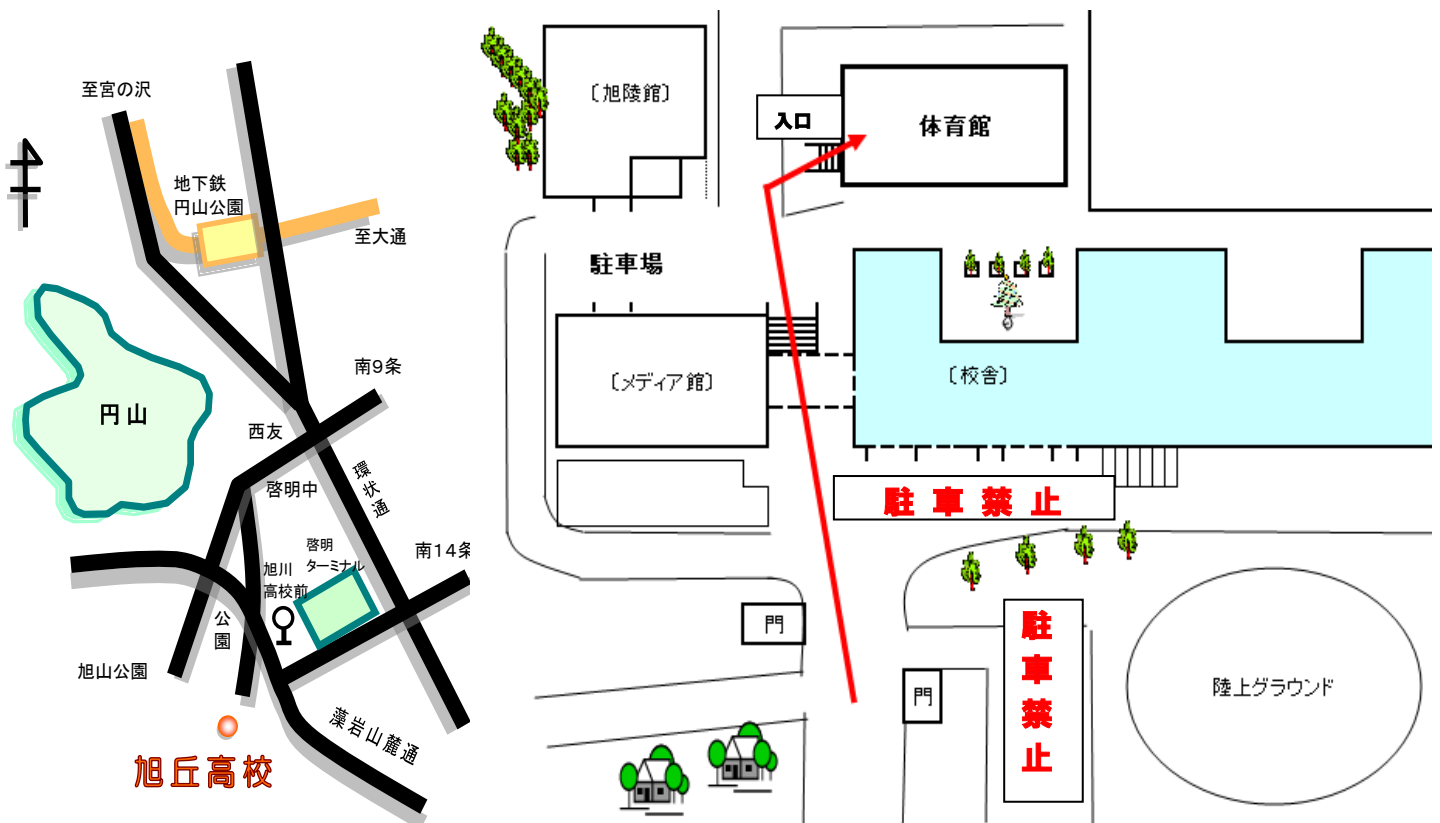 至宮の沢
地下鉄
円山公園
至大通
円山
南9条
西友
環状通
啓明中
南14条
啓明
ターミナル
旭川
高校前
公園
旭山公園
藻岩山麓通
旭丘高校
〔旭陵館〕
入口
体育館
駐車場
〔メディア館〕
〔校舎〕
駐車禁止
門
門
駐車禁止
陸上グラウンド